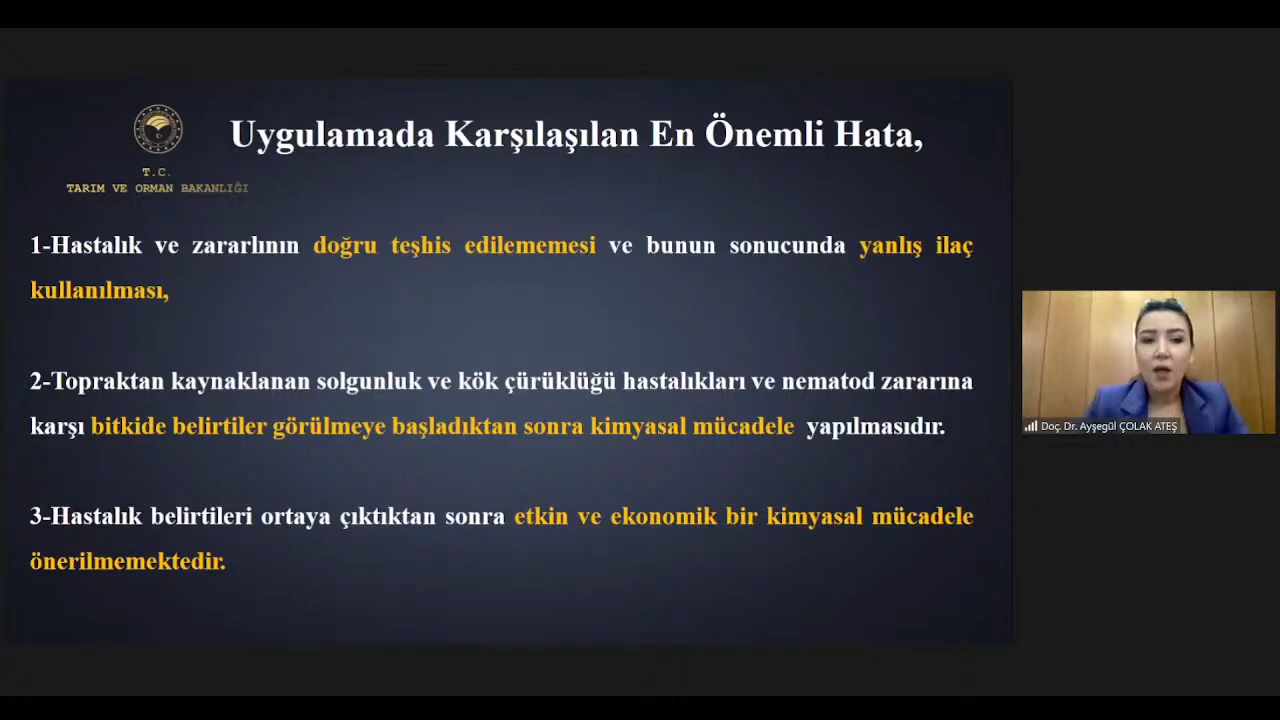 Uygulamada Karşılaşılan En Önemli Hata,
T.C.
TARIM VE ORMAN BAKANLIĞI
1-Hastalık ve zararlının doğru teşhis edilememesi ve bunun sonucunda yanlış ilaç
kullanılması,
2-Topraktan kaynaklanan solgunluk ve kök çürüklüğü hastalıkları ve nematod zararına
karşı bitkide belirtiler görülmeye başladıktan sonra kimyasal mücadele yapılmasıdır.
3-Hastalık belirtileri ortaya çıktıktan sonra etkin ve ekonomik bir kimyasal mücadele
önerilmemektedir.
Doç. Dr. Ayşegül ÇOLAK ATEŞ